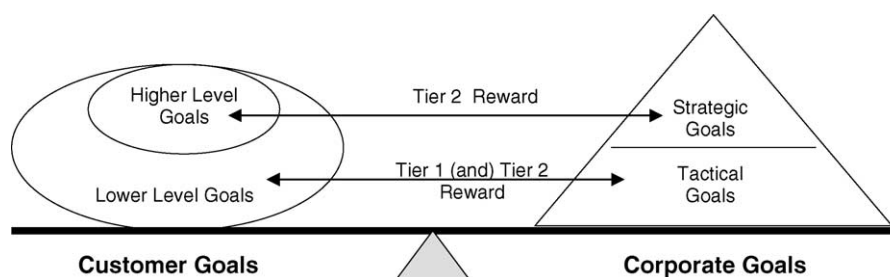 Higher Level
Goals
Tier 2 Reward
Strategic
Goals
Lower Level Goals
Tier 1 (and) Tier 2
Reward
Tactical
Goals
Customer Goals
Corporate Goals